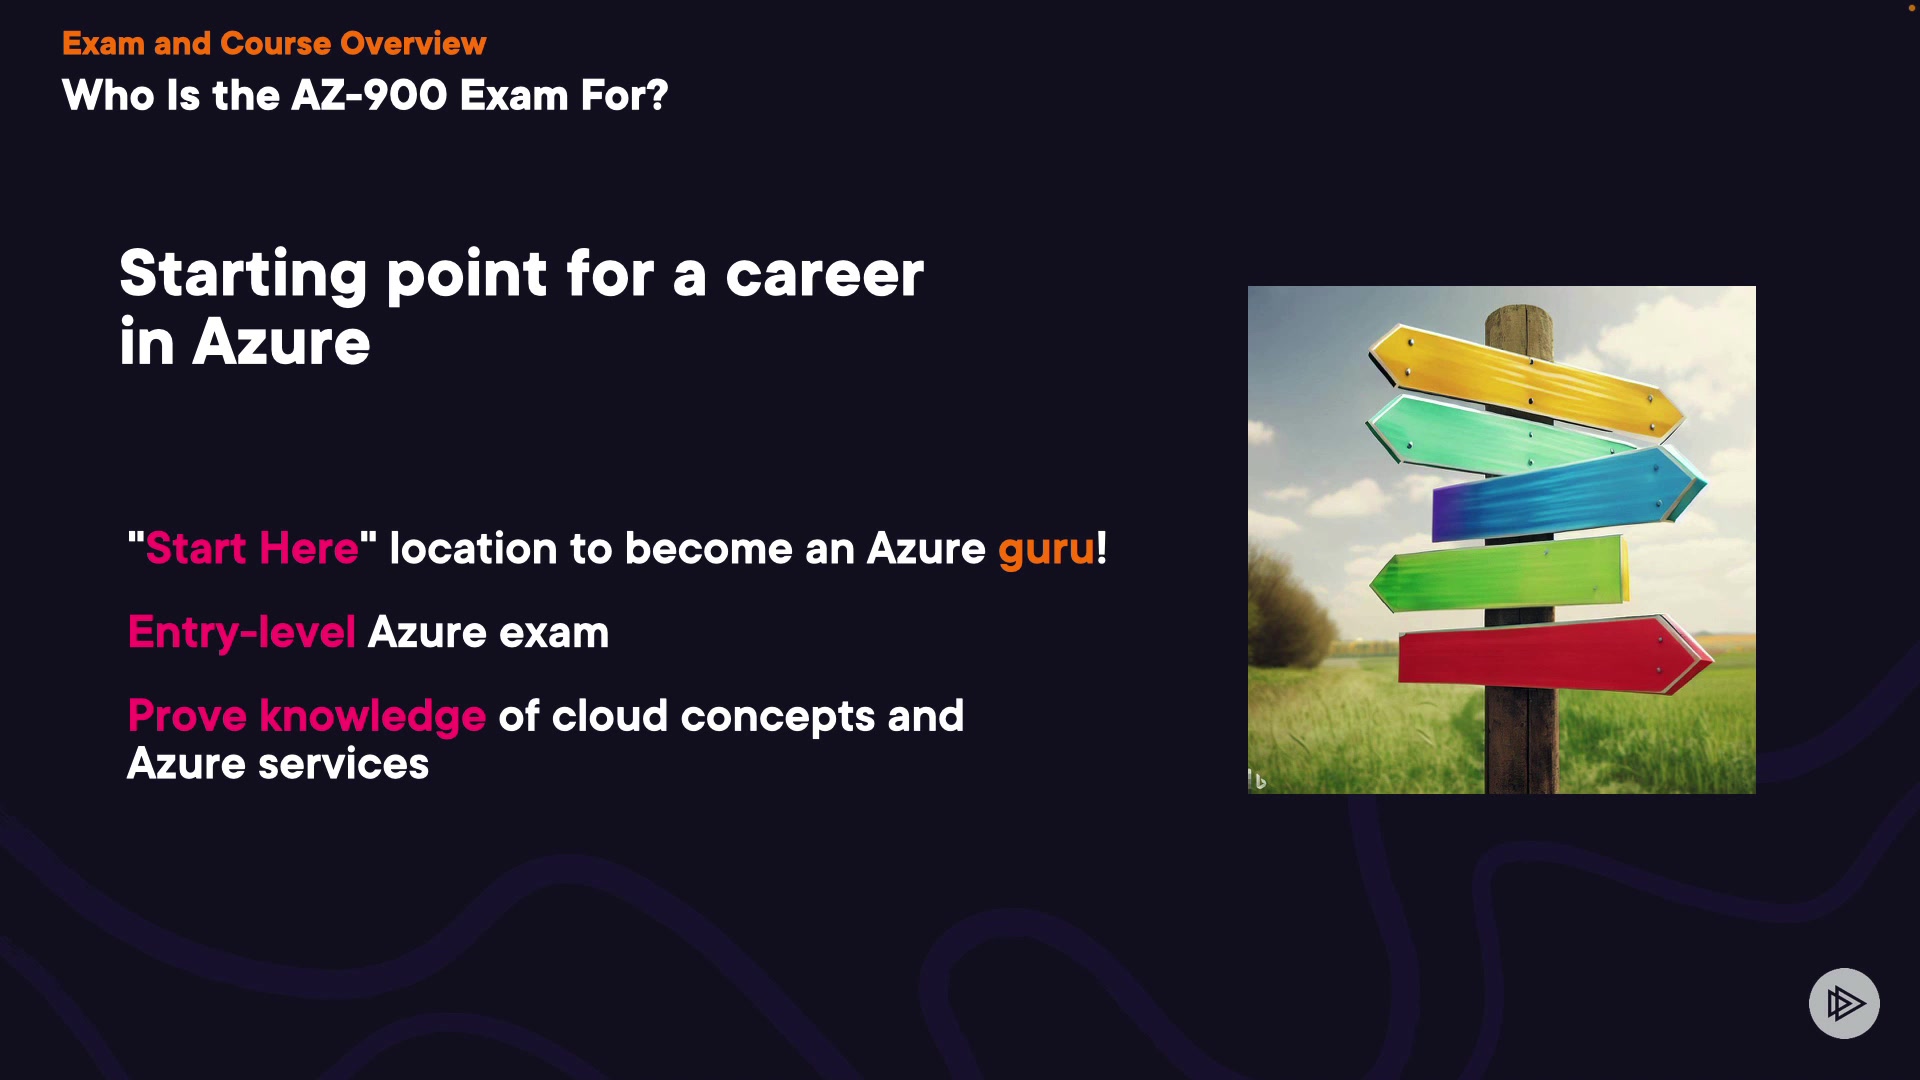 Exam and Course Overview
Who Is the AZ-900 Exam For?
Starting point for a career
in Azure
"Start Here" location to become an Azure guru!
Entry-level Azure exam
Prove knowledge of cloud concepts and
Azure services